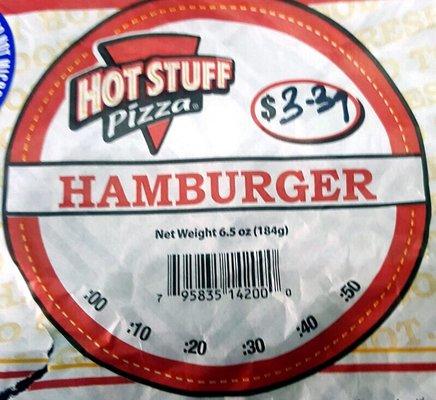 HOT STUFF
Pizza®
$3.39
HAMBURGER
Net Weight 6.5 oz (184g)
7 95835 14200 0
:00 :10 :20 :30 :40 :50